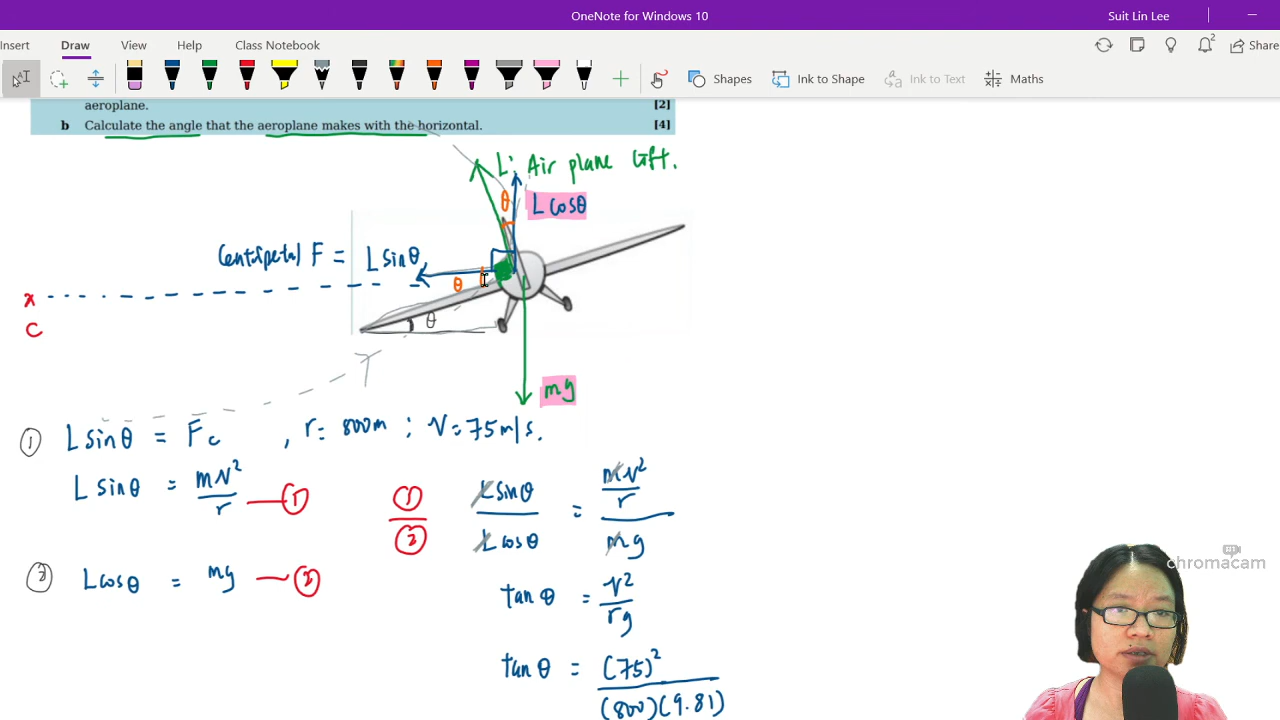 OneNote for Windows 10
Suit Lin Lee
Insert Draw View Help Class Notebook
Share
Shapes Ink to Shape Ink to Text Maths
aeroplane. [2]
b Calculate the angle that the aeroplane makes with the horizontal. [4]
L: Air plane Lift.
θ L cosθ
Centripetal F = L sinθ
θ
x
θ
C
mg
① L sinθ = Fc , r = 800m ; v = 75 m/s.
L sinθ = mv²/r —①
①/② L sinθ / L cosθ = mv²/r / mg
② L cosθ = mg —②
tan θ = v²/rg
tan θ = (75)²/(800)(9.81)
chromacam